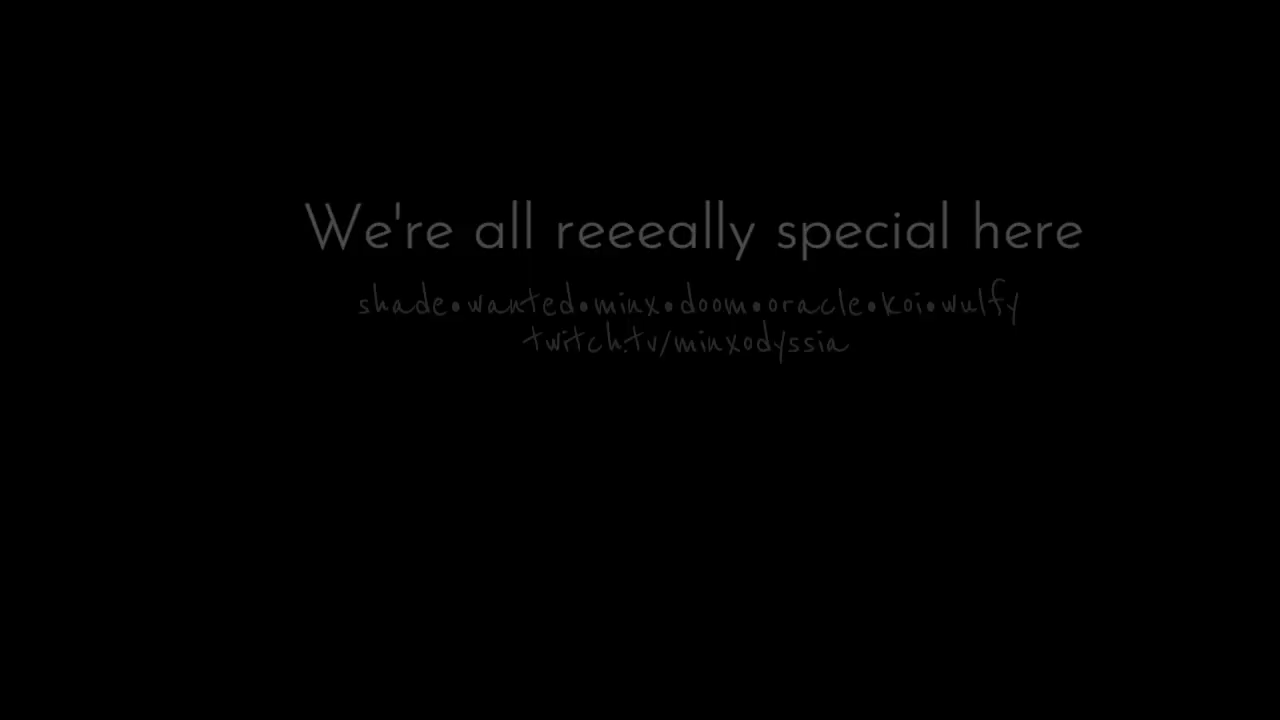 We're all reeeally special here
shade•wanted•minx•doom•oracle•koi•wulfy
twitch.tv/minxodyssia